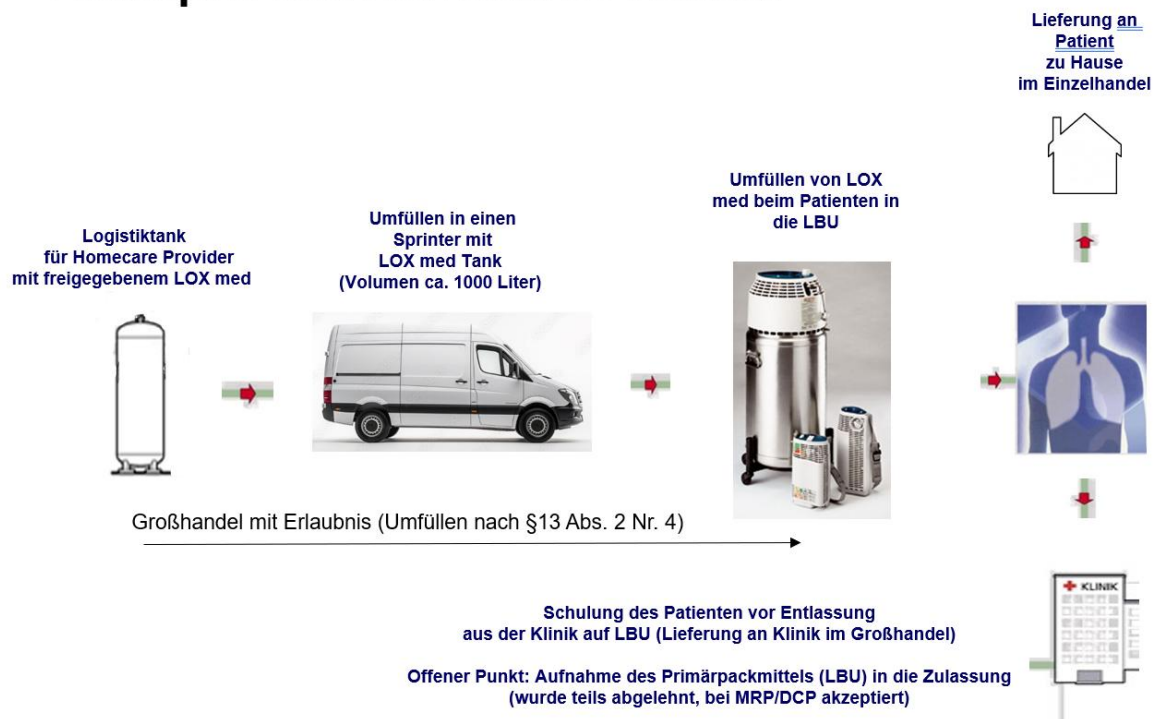 Lieferung an
Patient
zu Hause
im Einzelhandel
Umfüllen von LOX
med beim Patienten in
die LBU
Umfüllen in einen
Sprinter mit
LOX med Tank
(Volumen ca. 1000 Liter)
Logistiktank
für Homecare Provider
mit freigegebenem LOX med
Großhandel mit Erlaubnis (Umfüllen nach §13 Abs. 2 Nr. 4)
KLINIK
Schulung des Patienten vor Entlassung
aus der Klinik auf LBU (Lieferung an Klinik im Großhandel)
Offener Punkt: Aufnahme des Primärpackmittels (LBU) in die Zulassung
(wurde teils abgelehnt, bei MRP/DCP akzeptiert)